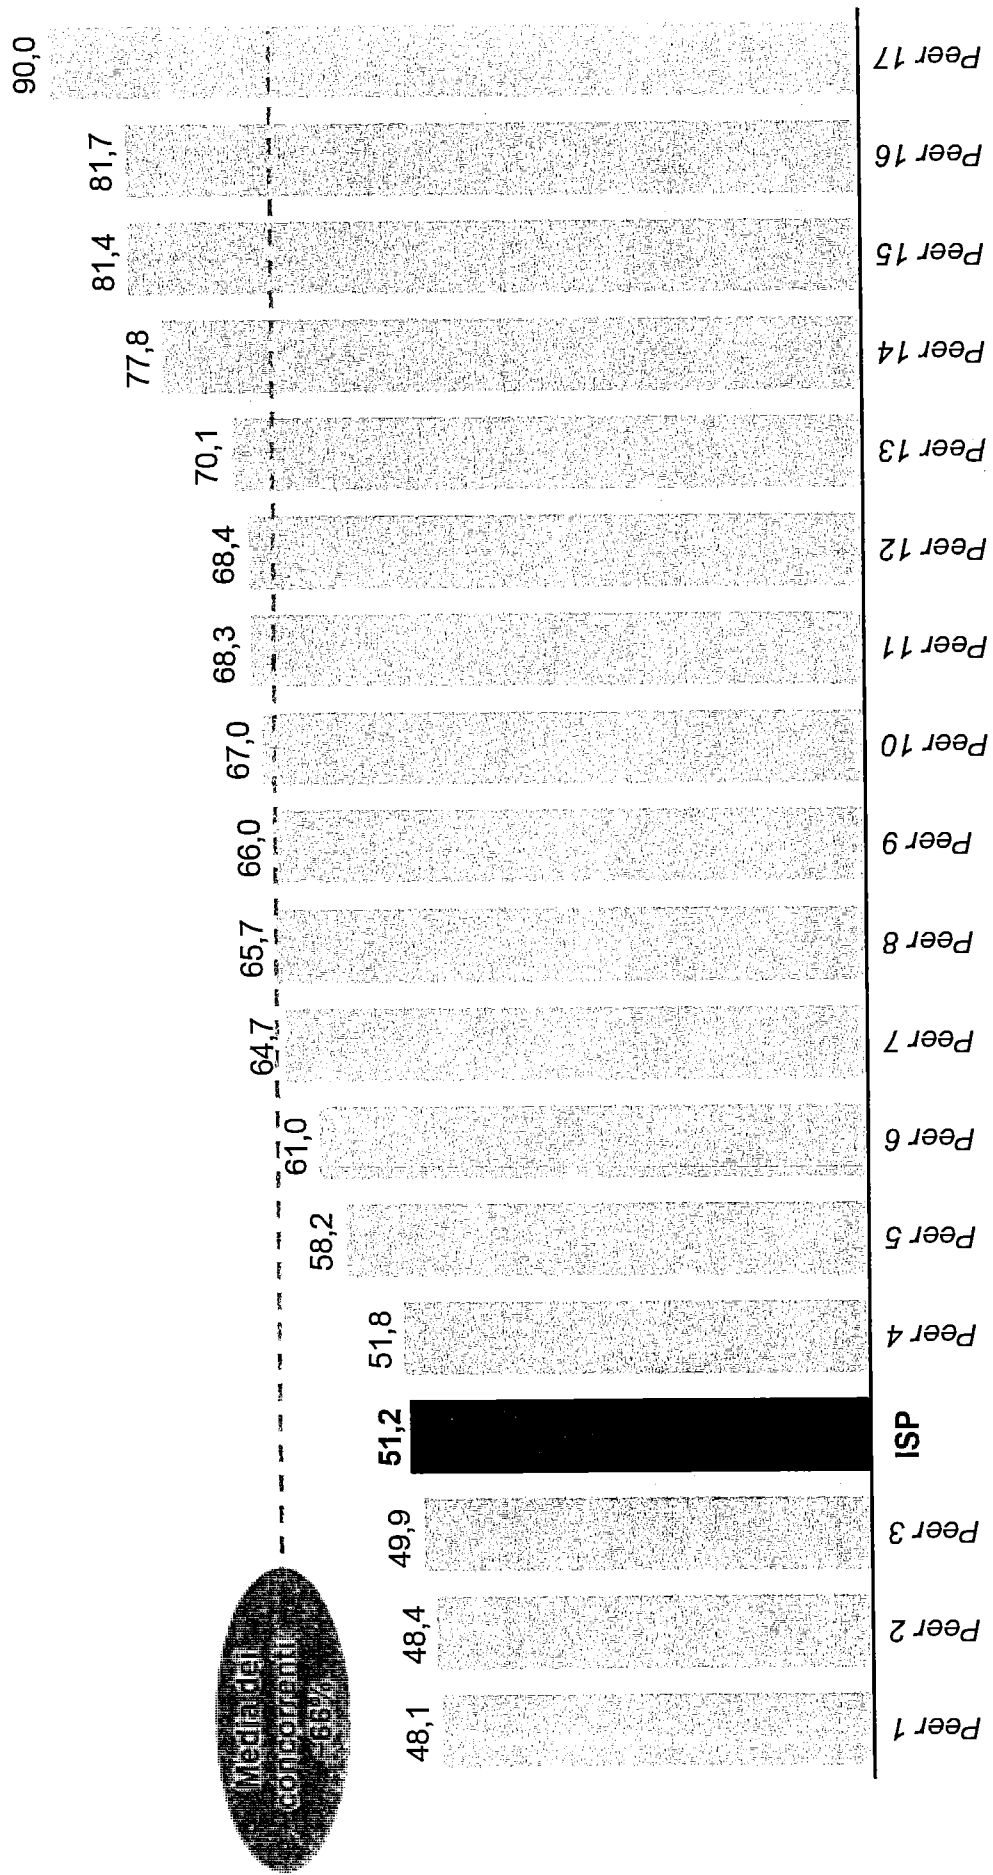 Media dei
concorrenti
~66%
48,1
48,4
49,9
51,2
51,8
58,2
61,0
64,7
65,7
66,0
67,0
68,3
68,4
70,1
77,8
81,4
81,7
90,0
Peer 1
Peer 2
Peer 3
ISP
Peer 4
Peer 5
Peer 6
Peer 7
Peer 8
Peer 9
Peer 10
Peer 11
Peer 12
Peer 13
Peer 14
Peer 15
Peer 16
Peer 17